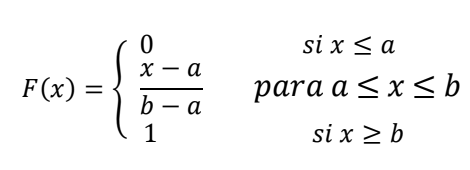 0 si x ≤ a
F(x) = { x − a / b − a para a ≤ x ≤ b
1 si x ≥ b